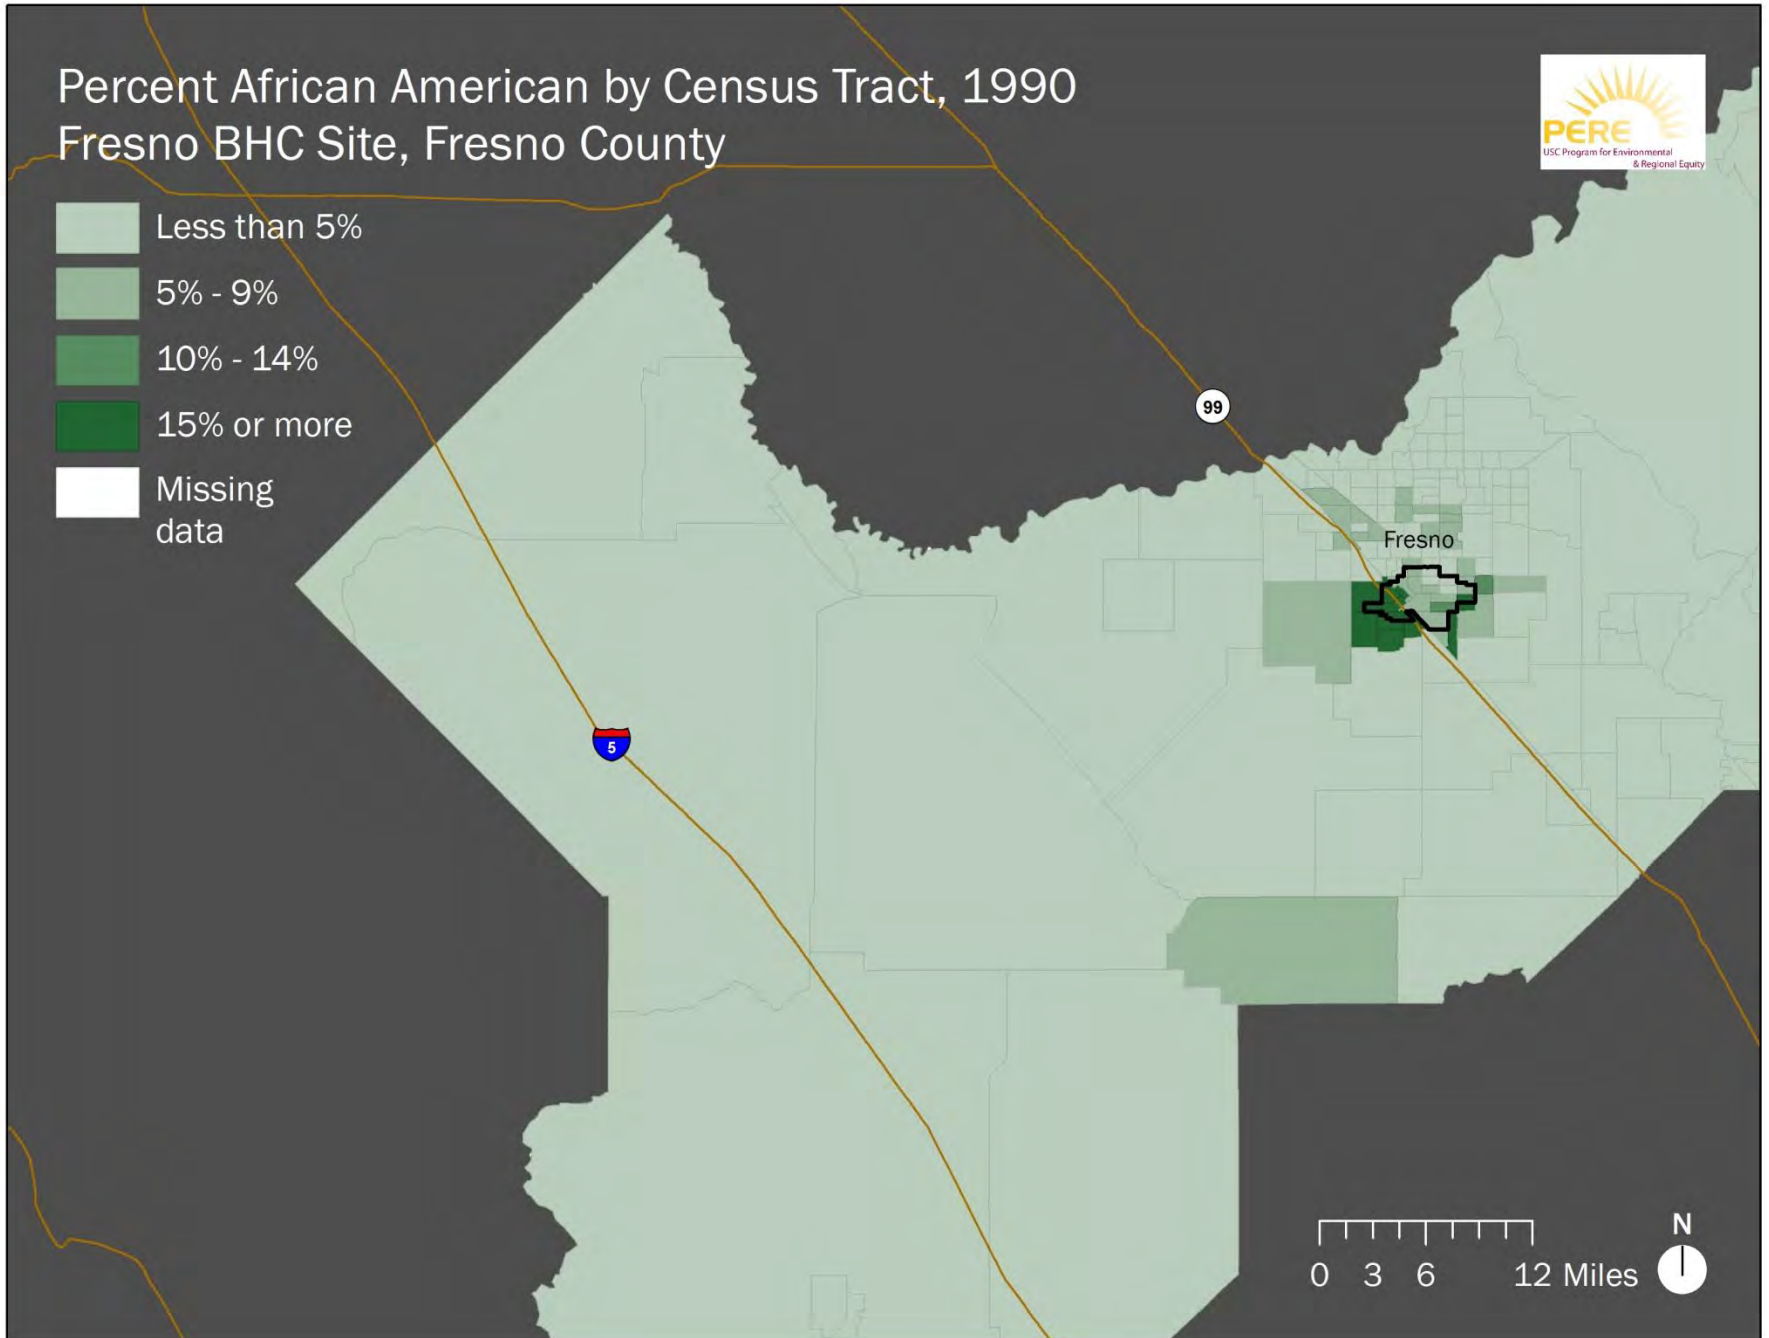 Percent African American by Census Tract, 1990
Fresno BHC Site, Fresno County
PERE
USC Program for Environmental
& Regional Equity
Less than 5%
5% - 9%
10% - 14%
15% or more
Missing
data
99
Fresno
5
N
0 3 6 12 Miles